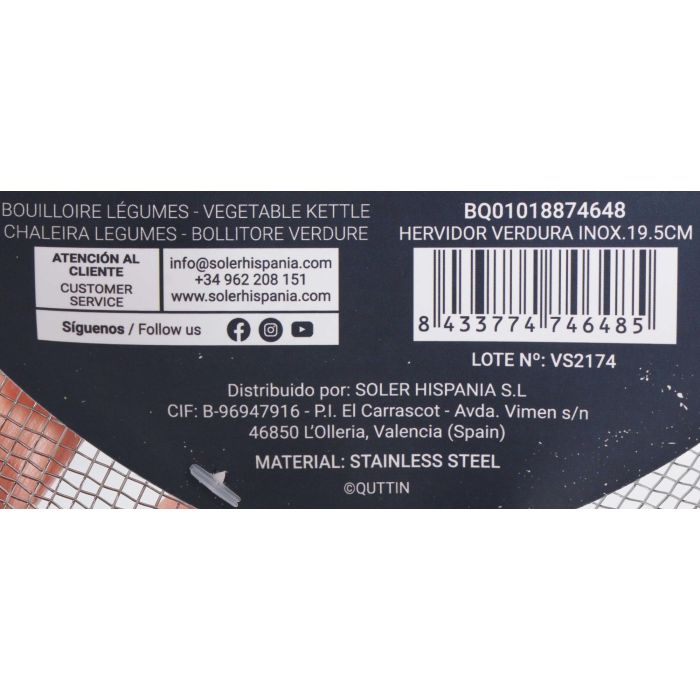 BOUILLOIRE LÉGUMES - VEGETABLE KETTLE
CHALEIRA LEGUMES - BOLLITORE VERDURE
ATENCIÓN AL
CLIENTE
CUSTOMER
SERVICE
info@solerhispania.com
+34 962 208 151
www.solerhispania.com
Síguenos / Follow us
BQ01018874648
HERVIDOR VERDURA INOX.19.5CM
8 433774 746485
LOTE Nº: VS2174
Distribuido por: SOLER HISPANIA S.L
CIF: B-96947916 - P.I. El Carrascot - Avda. Vimen s/n
46850 L'Olleria, Valencia (Spain)
MATERIAL: STAINLESS STEEL
©QUTTIN